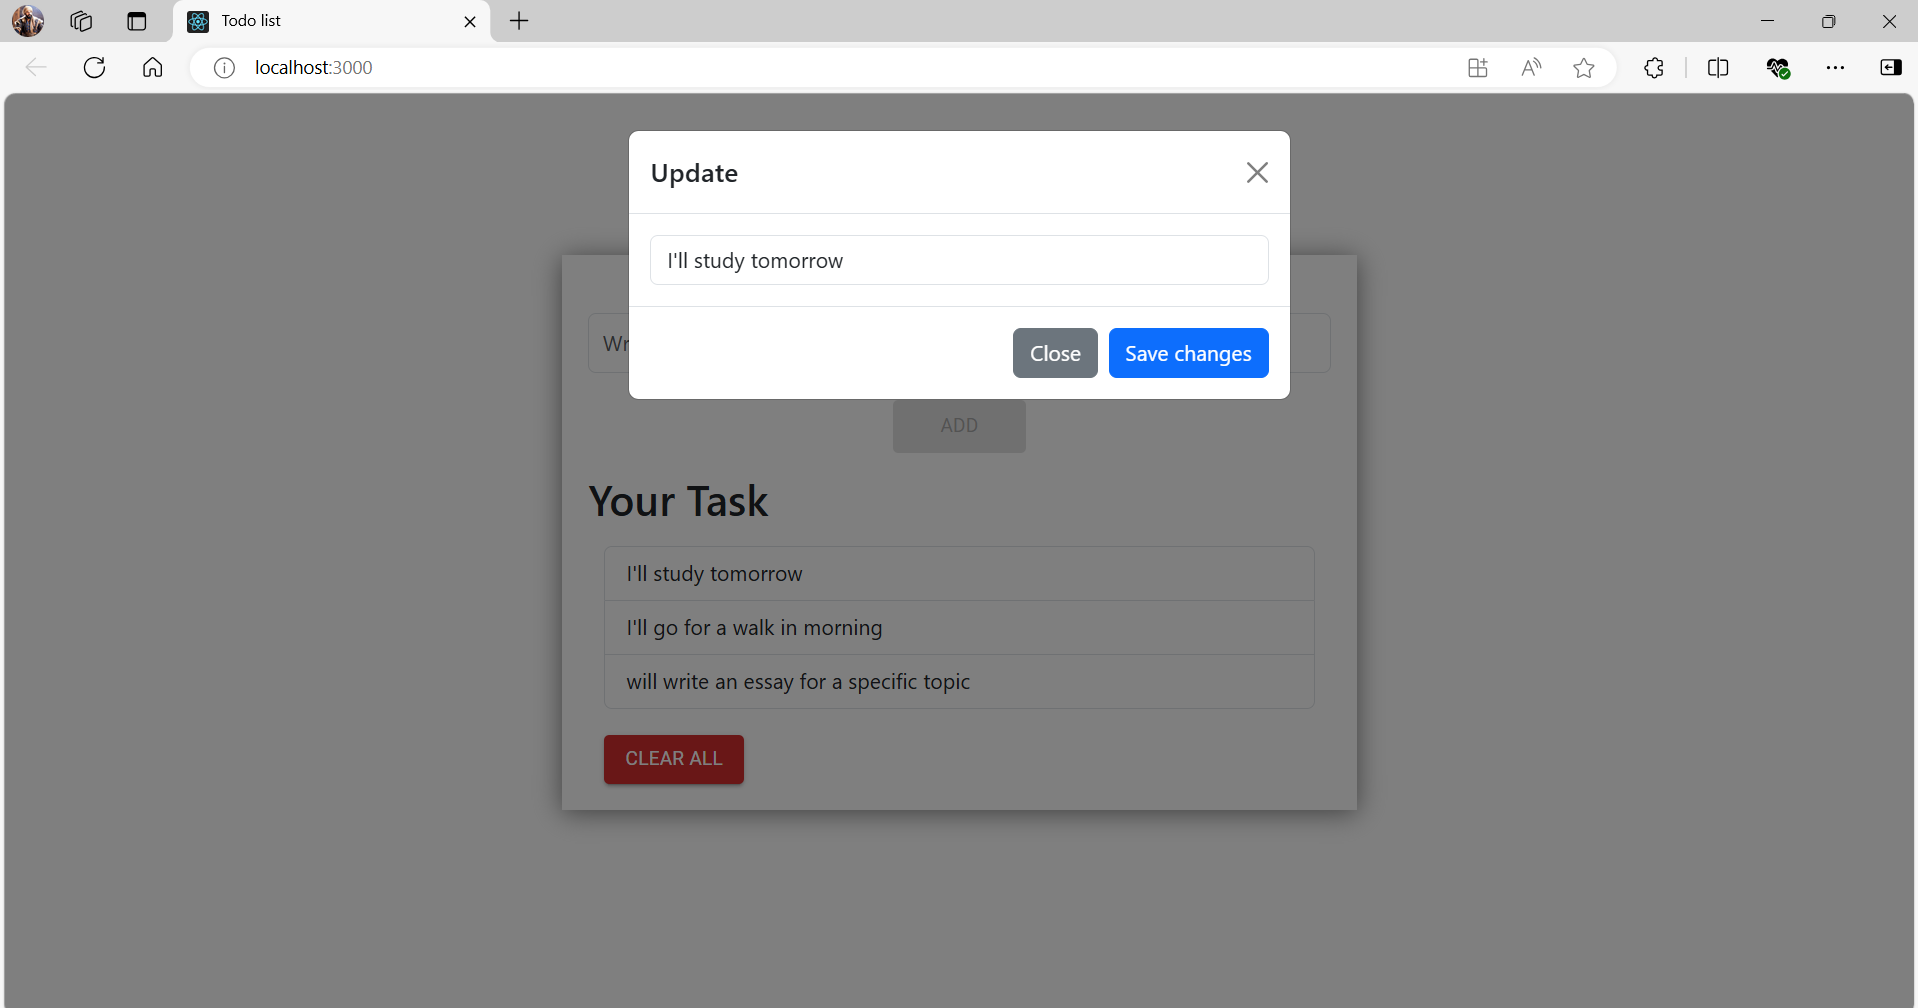 Todo list
localhost:3000
Update
I'll study tomorrow
Wr
Close
Save changes
ADD
Your Task
I'll study tomorrow
I'll go for a walk in morning
will write an essay for a specific topic
CLEAR ALL